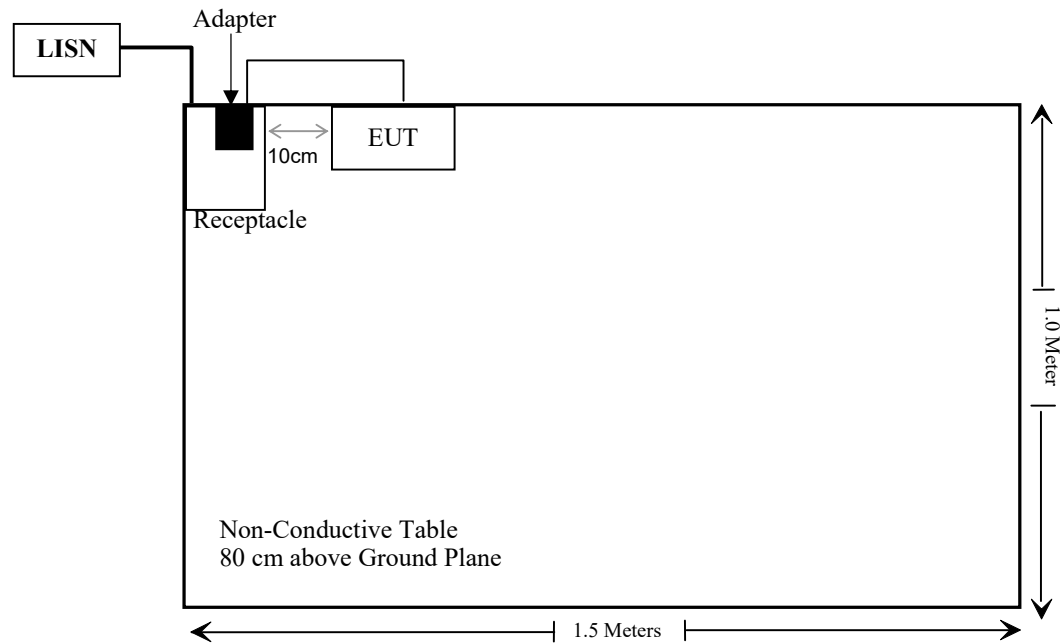 Adapter
LISN
EUT
10cm
Receptacle
1.0 Meter
Non-Conductive Table
80 cm above Ground Plane
1.5 Meters